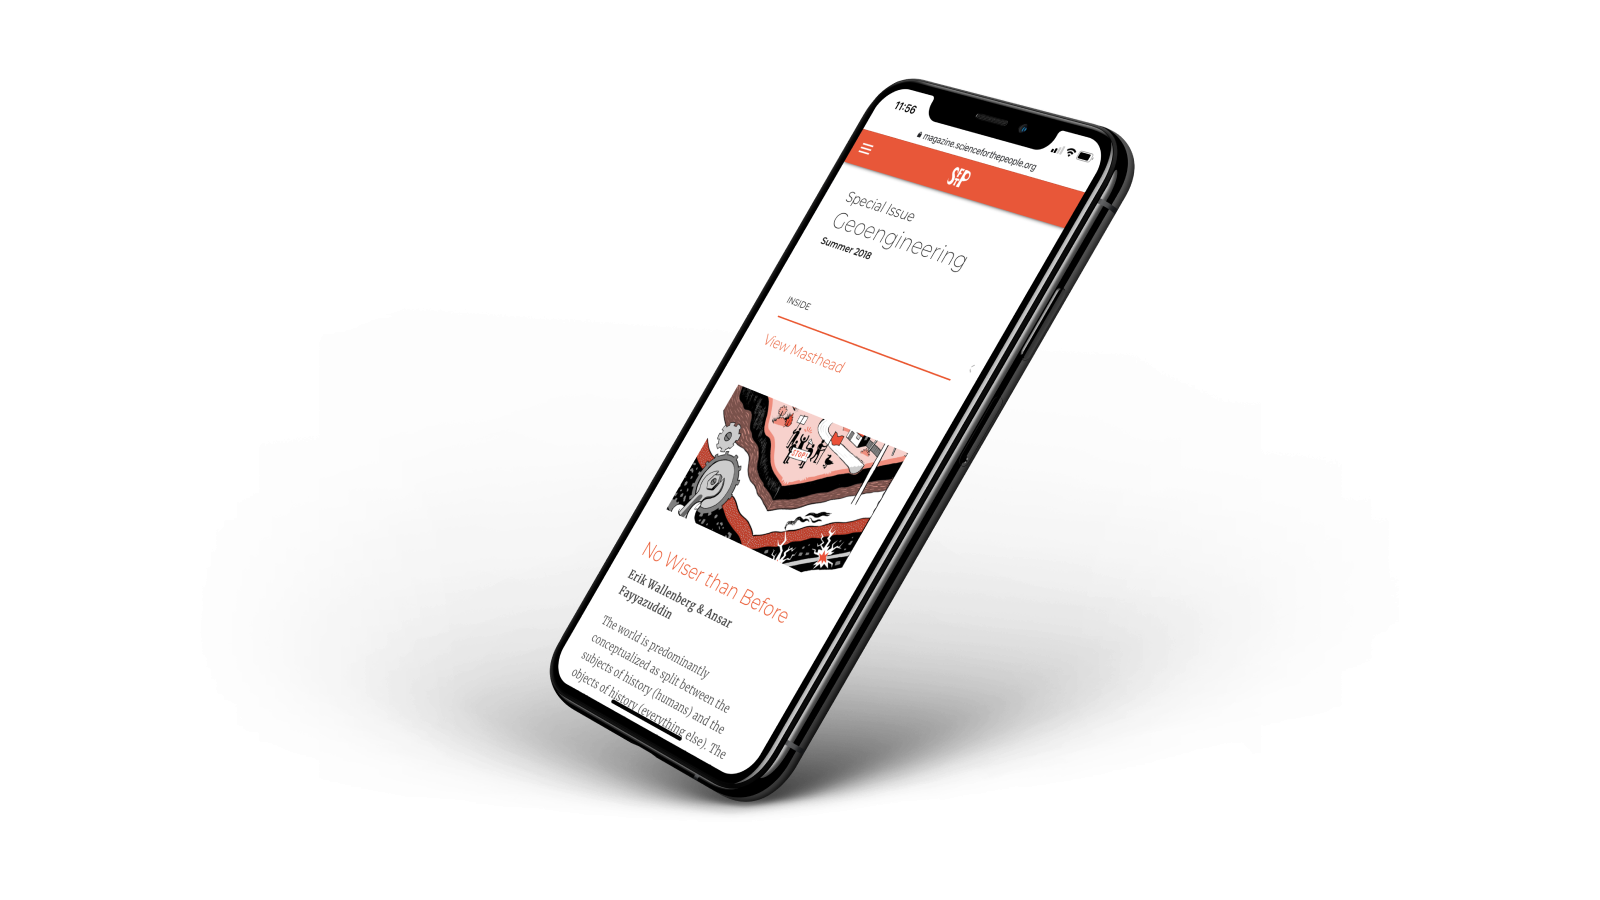 11:56
magazine.scienceforthepeople.org
SftP
Special Issue
Geoengineering
Summer 2018
INSIDE
View Masthead
STOP
No Wiser than Before
Erik Wallenberg & Ansar
Fayyazuddin
The world is predominantly
conceptualized as split between the
subjects of history (humans) and the
objects of history (everything else). The